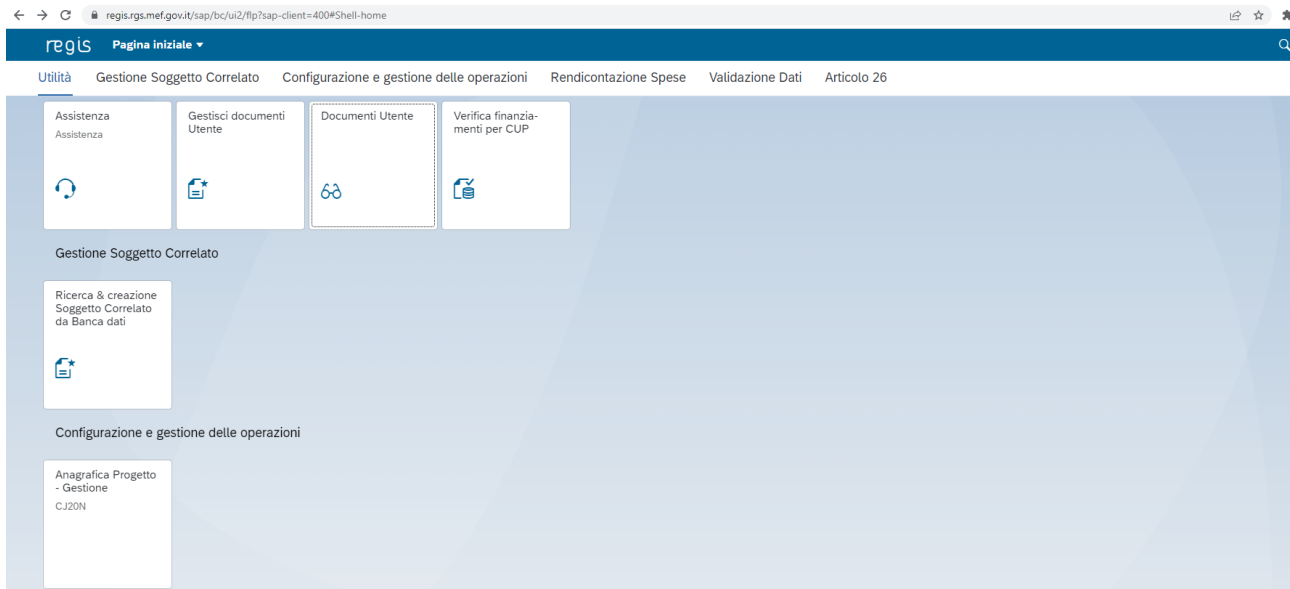 regis.rgs.mef.gov.it/sap/bc/ui2/flp?sap-client=400#Shell-home
regis Pagina iniziale
Utilità Gestione Soggetto Correlato Configurazione e gestione delle operazioni Rendicontazione Spese Validazione Dati Articolo 26
Assistenza
Assistenza
Gestisci documenti
Utente
Documenti Utente
Verifica finanzia-
menti per CUP
Gestione Soggetto Correlato
Ricerca & creazione
Soggetto Correlato
da Banca dati
Configurazione e gestione delle operazioni
Anagrafica Progetto
- Gestione
CJ20N